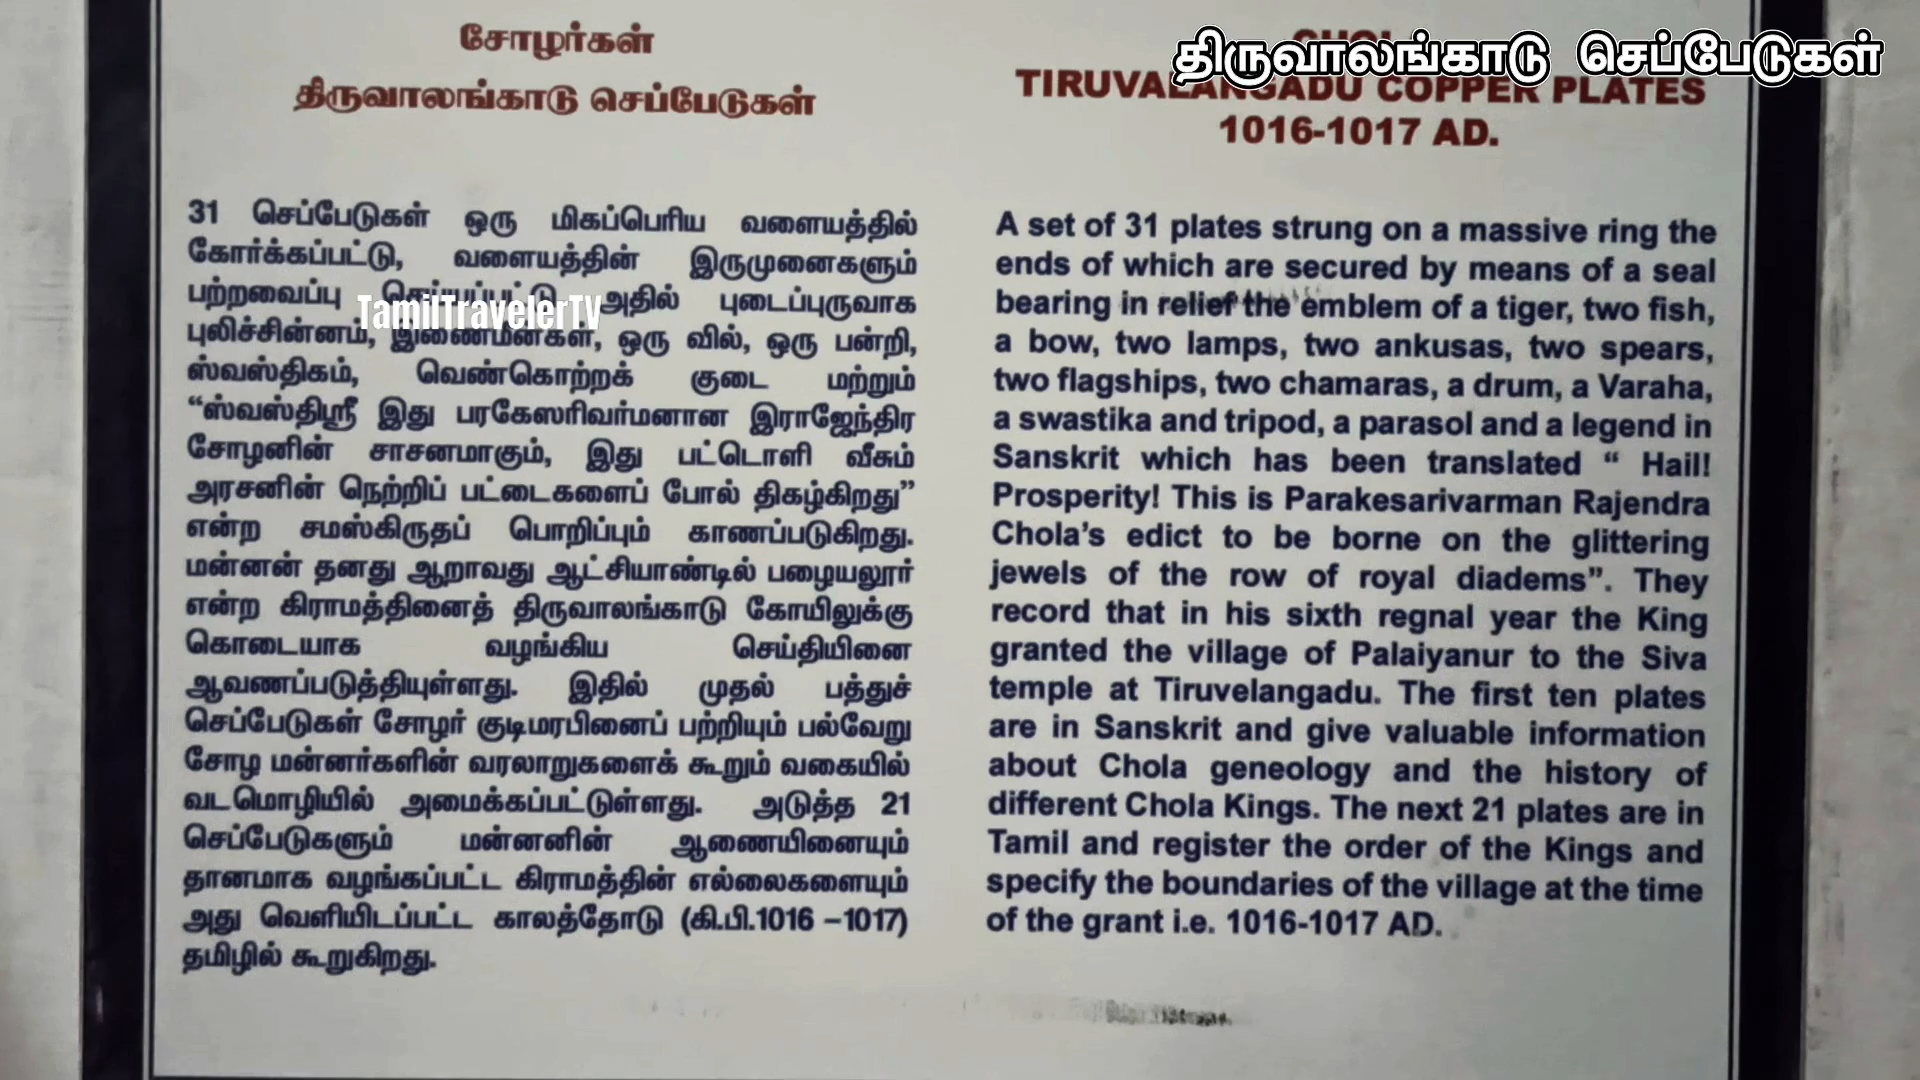 திருவாலங்காடு செப்பேடுகள்
சோழர்கள்
திருவாலங்காடு செப்பேடுகள்
31 செப்பேடுகள் ஒரு மிகப்பெரிய வளையத்தில்
கோர்க்கப்பட்டு, வளையத்தின் இருமுனைகளும்
பற்றவைப்பு அதில் புடைப்புருவாக
புலிச்சின்னம், இணைமீன்கள், ஒரு வில், ஒரு பன்றி,
ஸ்வஸ்திகம், வெண்கொற்றக் குடை மற்றும்
“ஸ்வஸ்திஸ்ரீ இது பரகேஸரிவர்மனான இராஜேந்திர
சோழனின் சாசனமாகும், இது பட்டொளி வீசும்
அரசனின் நெற்றிப் பட்டைகளைப் போல் திகழ்கிறது”
என்ற சமஸ்கிருதப் பொறிப்பும் காணப்படுகிறது.
மன்னன் தனது ஆறாவது ஆட்சியாண்டில் பழையலூர்
என்ற கிராமத்தினைத் திருவாலங்காடு கோயிலுக்கு
கொடையாக வழங்கிய செய்தியினை
ஆவணப்படுத்தியுள்ளது. இதில் முதல் பத்துச்
செப்பேடுகள் சோழர் குடிமரபினைப் பற்றியும் பல்வேறு
சோழ மன்னர்களின் வரலாறுகளைக் கூறும் வகையில்
வடமொழியில் அமைக்கப்பட்டுள்ளது. அடுத்த 21
செப்பேடுகளும் மன்னனின் ஆணையினையும்
தானமாக வழங்கப்பட்ட கிராமத்தின் எல்லைகளையும்
அது வெளியிடப்பட்ட காலத்தோடு (கி.பி.1016 –1017)
தமிழில் கூறுகிறது.
TamilTravelerTV
TIRUVALANGADU COPPER PLATES
1016-1017 AD.
A set of 31 plates strung on a massive ring the
ends of which are secured by means of a seal
bearing in relief the emblem of a tiger, two fish,
a bow, two lamps, two ankusas, two spears,
two flagships, two chamaras, a drum, a Varaha,
a swastika and tripod, a parasol and a legend in
Sanskrit which has been translated “ Hail!
Prosperity! This is Parakesarivarman Rajendra
Chola’s edict to be borne on the glittering
jewels of the row of royal diadems”. They
record that in his sixth regnal year the King
granted the village of Palaiyanur to the Siva
temple at Tiruvelangadu. The first ten plates
are in Sanskrit and give valuable information
about Chola geneology and the history of
different Chola Kings. The next 21 plates are in
Tamil and register the order of the Kings and
specify the boundaries of the village at the time
of the grant i.e. 1016-1017 AD.